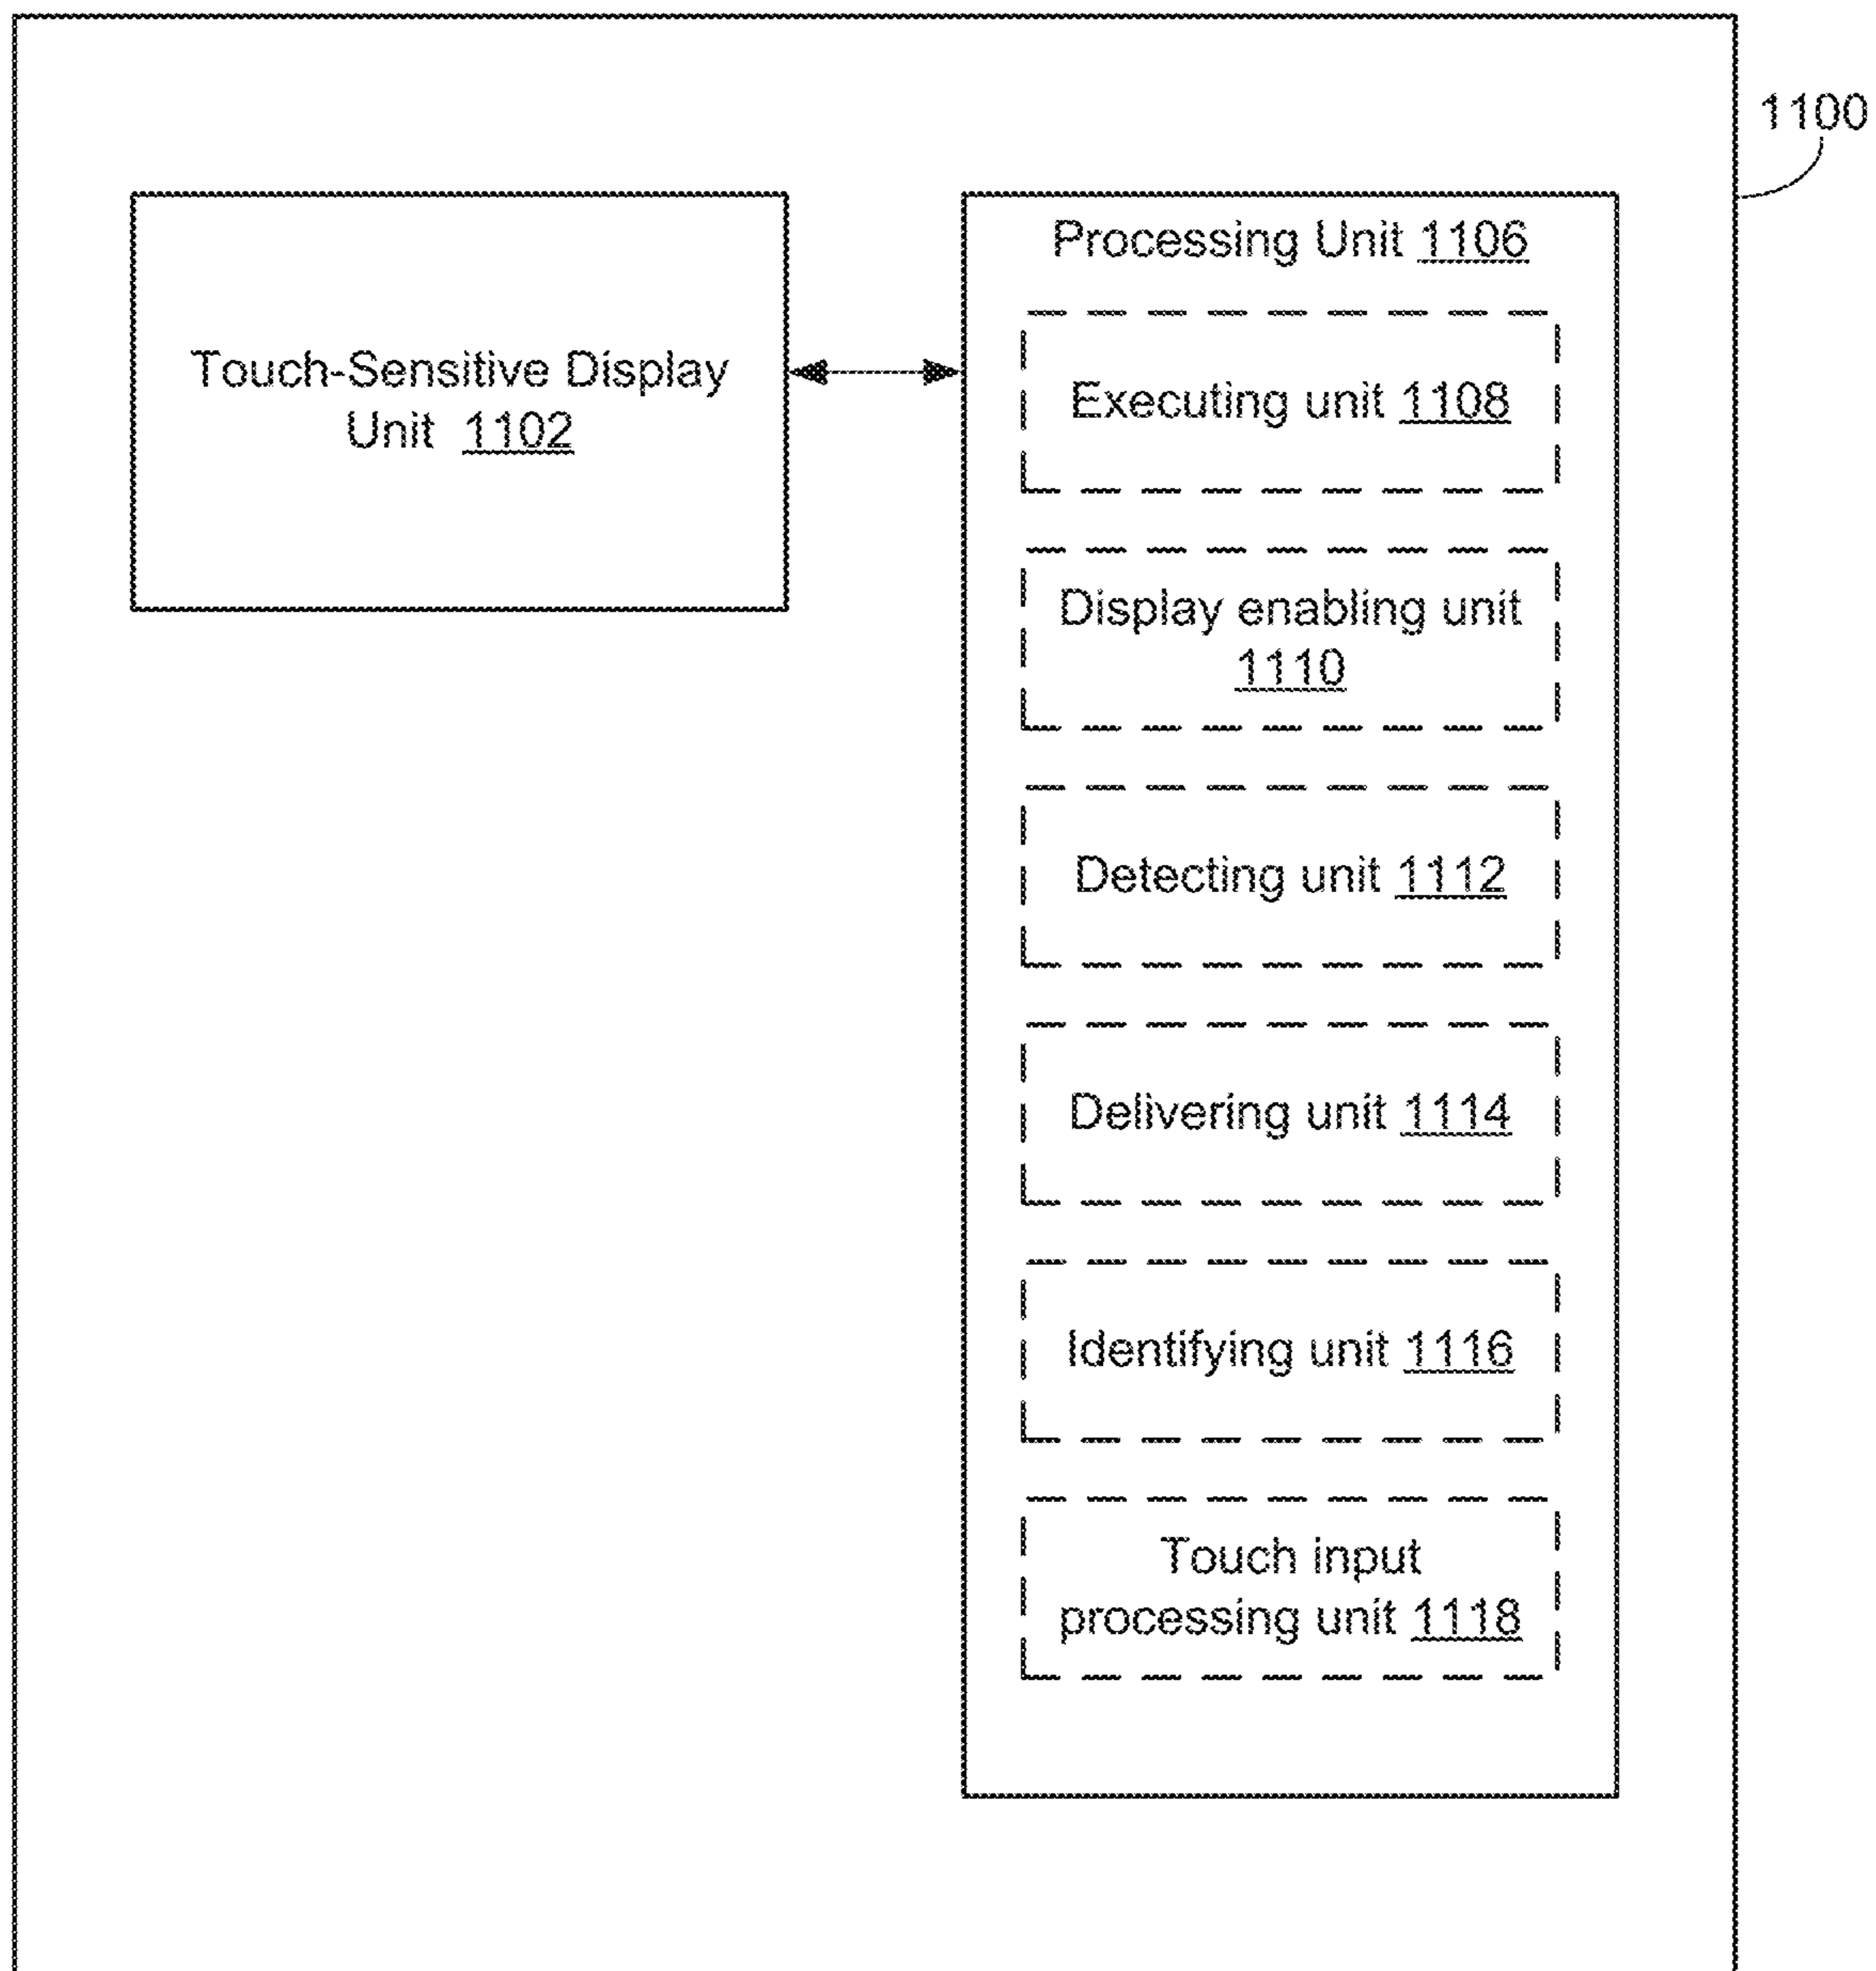 1100
Touch-Sensitive Display
Unit 1102
Processing Unit 1106
Executing unit 1108
Display enabling unit
1110
Detecting unit 1112
Delivering unit 1114
Identifying unit 1116
Touch input
processing unit 1118